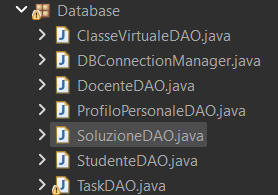 Database
ClasseVirtualeDAO.java
DBConnectionManager.java
DocenteDAO.java
ProfiloPersonaleDAO.java
SoluzioneDAO.java
StudenteDAO.java
TaskDAO.java